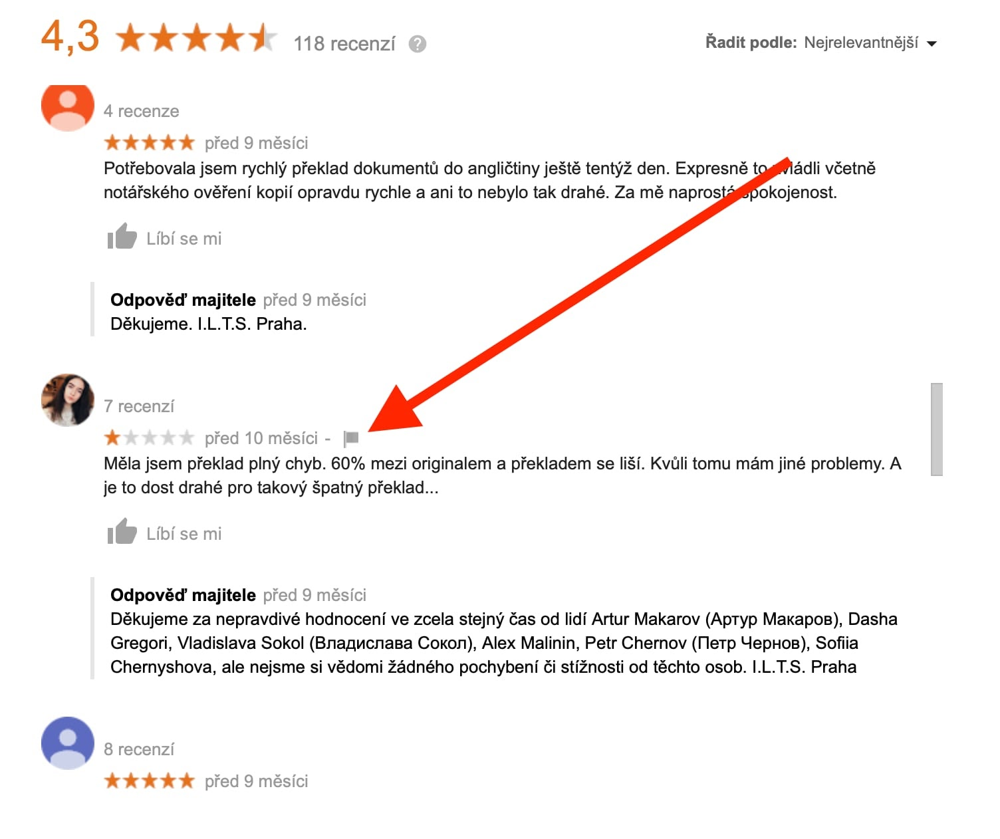 4,3 118 recenzí ?
Řadit podle: Nejrelevantnější
4 recenze
před 9 měsíci
Potřebovala jsem rychlý překlad dokumentů do angličtiny ještě tentýž den. Expresně to včetně
notářského ověření kopií opravdu rychle a ani to nebylo tak drahé. Za mě naprostá spokojenost.
Líbí se mi
Odpověď majitele před 9 měsíci
Děkujeme. I.L.T.S. Praha.
7 recenzí
před 10 měsíci -
Měla jsem překlad plný chyb. 60% mezi originalem a překladem se liší. Kvůli tomu mám jiné problemy. A
je to dost drahé pro takový špatný překlad...
Líbí se mi
Odpověď majitele před 9 měsíci
Děkujeme za nepravdivé hodnocení ve zcela stejný čas od lidí Artur Makarov (Артур Макаров), Dasha
Gregori, Vladislava Sokol (Владислава Сокол), Alex Malinin, Petr Chernov (Петр Чернов), Sofiia
Chernyshova, ale nejsme si vědomi žádného pochybení či stížnosti od těchto osob. I.L.T.S. Praha
8 recenzí
před 9 měsíci